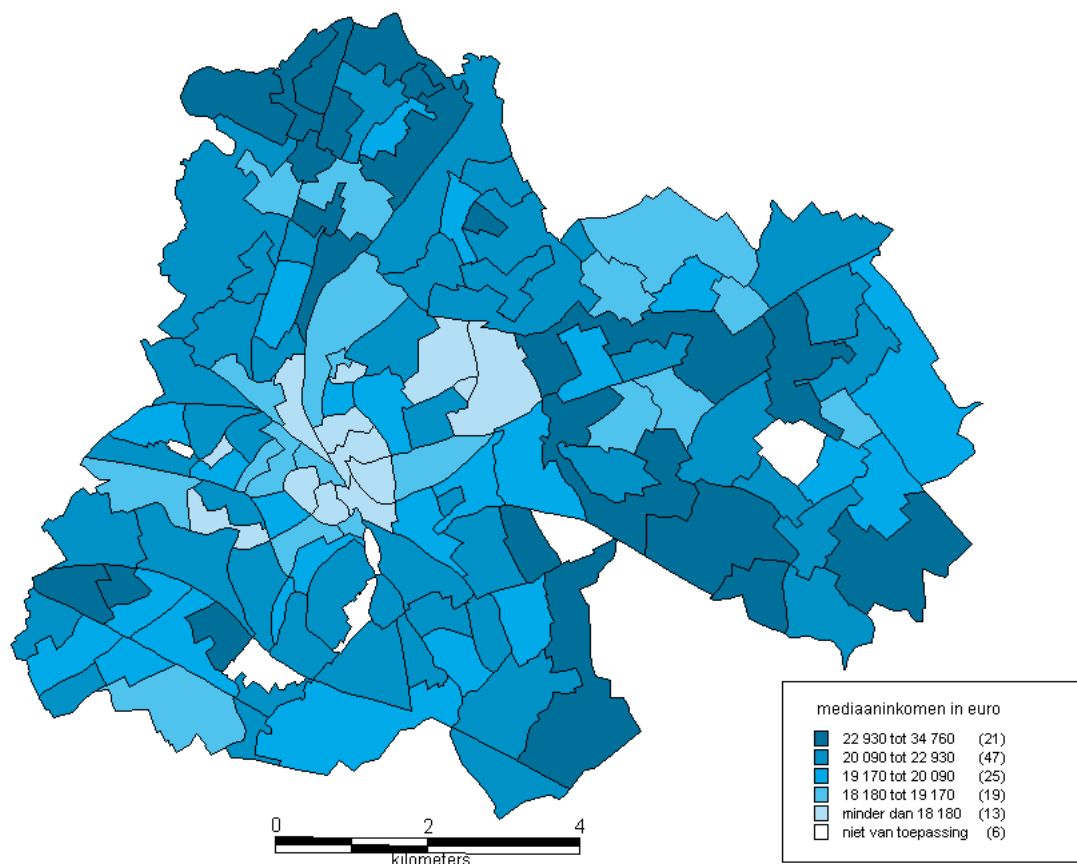 0 2 4
kilometers
mediaaninkomen in euro
22 930 tot 34 760 (21)
20 090 tot 22 930 (47)
19 170 tot 20 090 (25)
18 180 tot 19 170 (19)
minder dan 18 180 (13)
niet van toepassing (6)